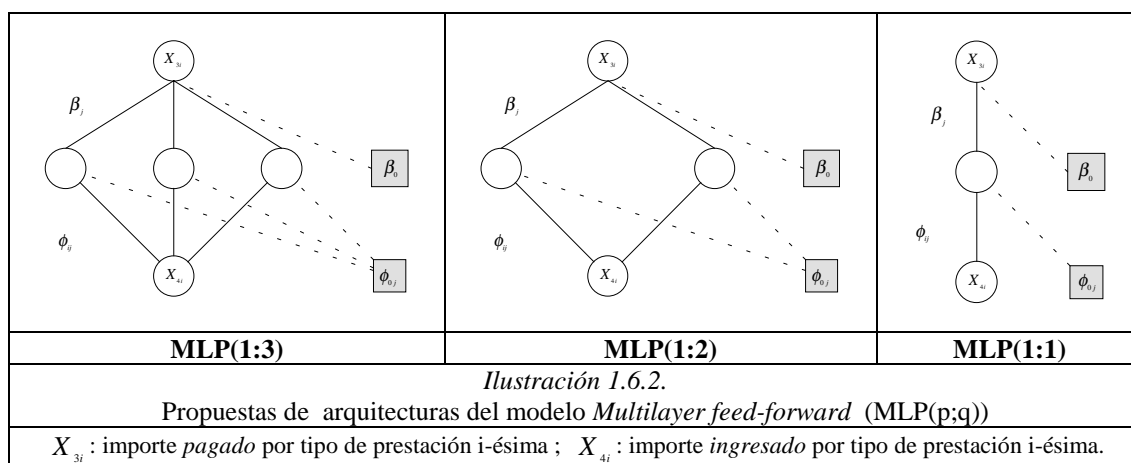 X₃ᵢ X₃ᵢ X₃ᵢ
βⱼ βⱼ βⱼ
β₀ β₀ β₀
ϕᵢⱼ ϕᵢⱼ ϕᵢⱼ
X₄ᵢ ϕ₀ⱼ X₄ᵢ ϕ₀ⱼ X₄ᵢ ϕ₀ⱼ
MLP(1:3) MLP(1:2) MLP(1:1)
Ilustración 1.6.2.
Propuestas de arquitecturas del modelo Multilayer feed-forward (MLP(p;q))
X₃ᵢ : importe pagado por tipo de prestación i-ésima ; X₄ᵢ : importe ingresado por tipo de prestación i-ésima.